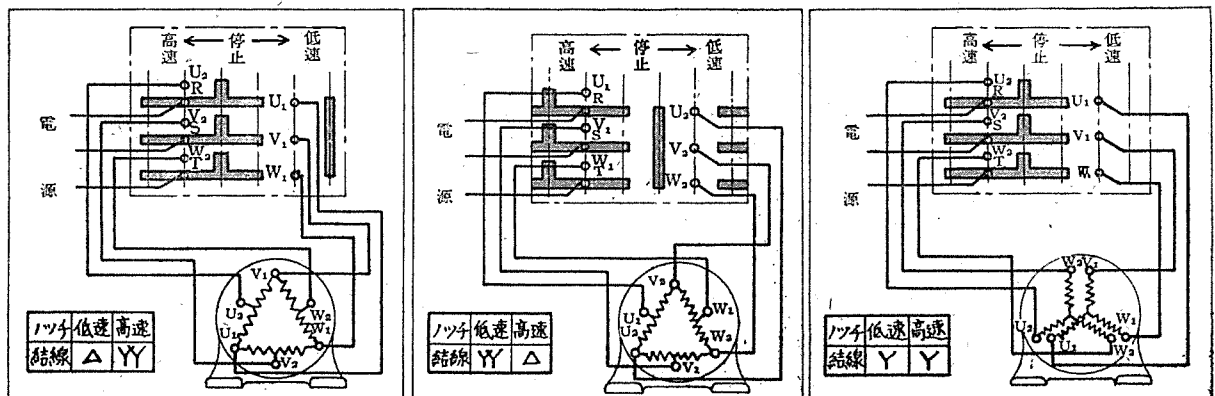 高速 ← 停止 → 低速
U₂
R
V₂
S
W₂
T
U₁
V₁
W₁
電
源
V₁
U₂
W₂
U₁
W₁
V₂
ノッチ 低速 高速
結線 △ YY
高速 ← 停止 → 低速
U₁
R
V₁
S
W₁
T
U₂
V₂
W₂
電
源
V₂
U₁
W₁
U₂
W₂
V₁
ノッチ 低速 高速
結線 YY △
高速 ← 停止 → 低速
U₂
R
V₂
S
W₂
T
U₁
V₁
W₁
電
源
W₂ V₁
U₂
U₁
W₁
ノッチ 低速 高速
結線 Y Y